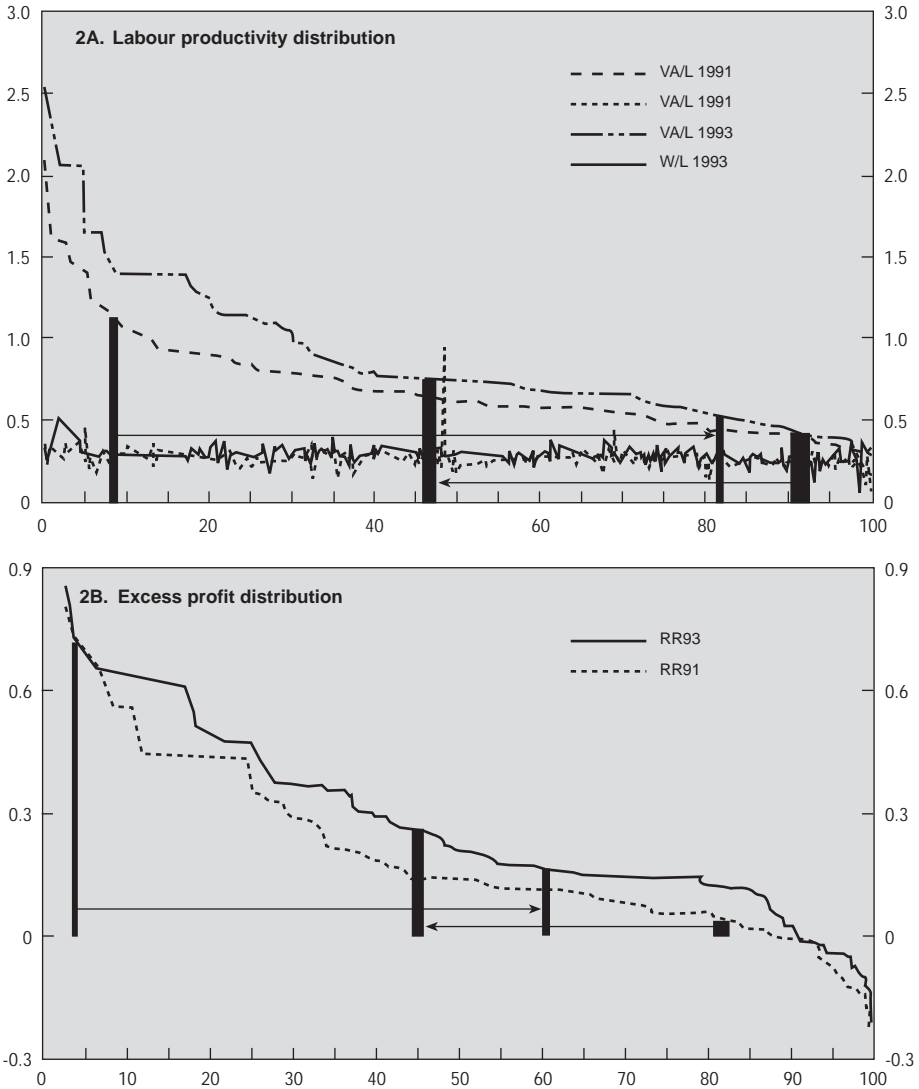 3.0 3.0
2A. Labour productivity distribution
VA/L 1991
2.5 2.5
VA/L 1991
VA/L 1993
W/L 1993
2.0 2.0
1.5 1.5
1.0 1.0
0.5 0.5
0 0
0 20 40 60 80 100
0.9 0.9
2B. Excess profit distribution
RR93
RR91
0.6 0.6
0.3 0.3
0 0
-0.3 -0.3
0 10 20 30 40 50 60 70 80 90 100